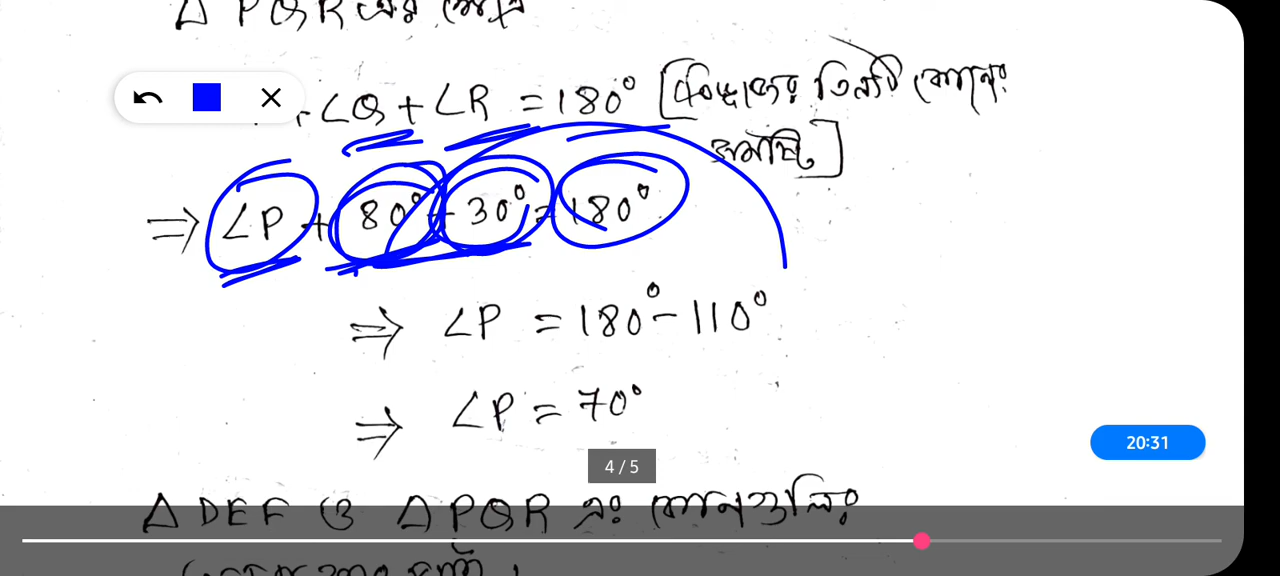 Δ PQR এর ক্ষেত্রে
∠Q + ∠R = 180° [ত্রিভুজের তিনটি কোণের
সমষ্টি]
⇒ ∠P + 80° + 30° = 180°
⇒ ∠P = 180° - 110°
⇒ ∠P = 70°
20:31
4 / 5
Δ DEF ও Δ PQR এর কোণগুলির